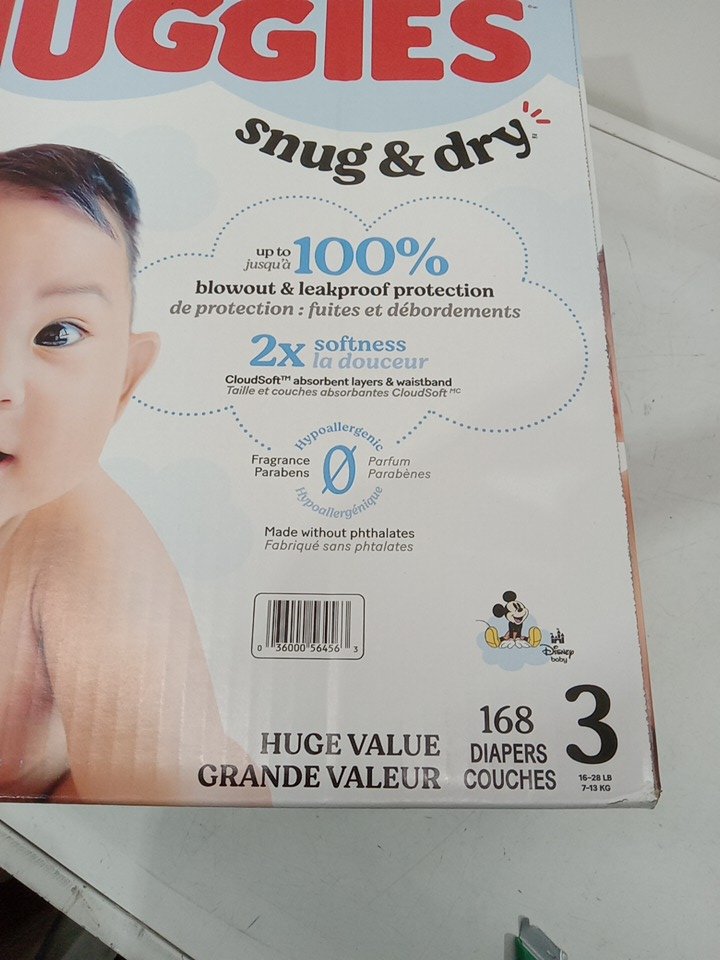 UGGIES
snug & dry
up to
jusqu'à
100%
blowout & leakproof protection
de protection : fuites et débordements
2x
softness
la douceur
CloudSoft™ absorbent layers & waistband
Taille et couches absorbantes CloudSoft MC
Hypoallergenic
Fragrance
Parabens
0
Parfum
Parabènes
Hypoallergénique
Made without phthalates
Fabriqué sans phtalates
0 36000 56456 3
Disney
baby
HUGE VALUE
GRANDE VALEUR
168
DIAPERS
COUCHES
3
16-28 LB
7-13 KG